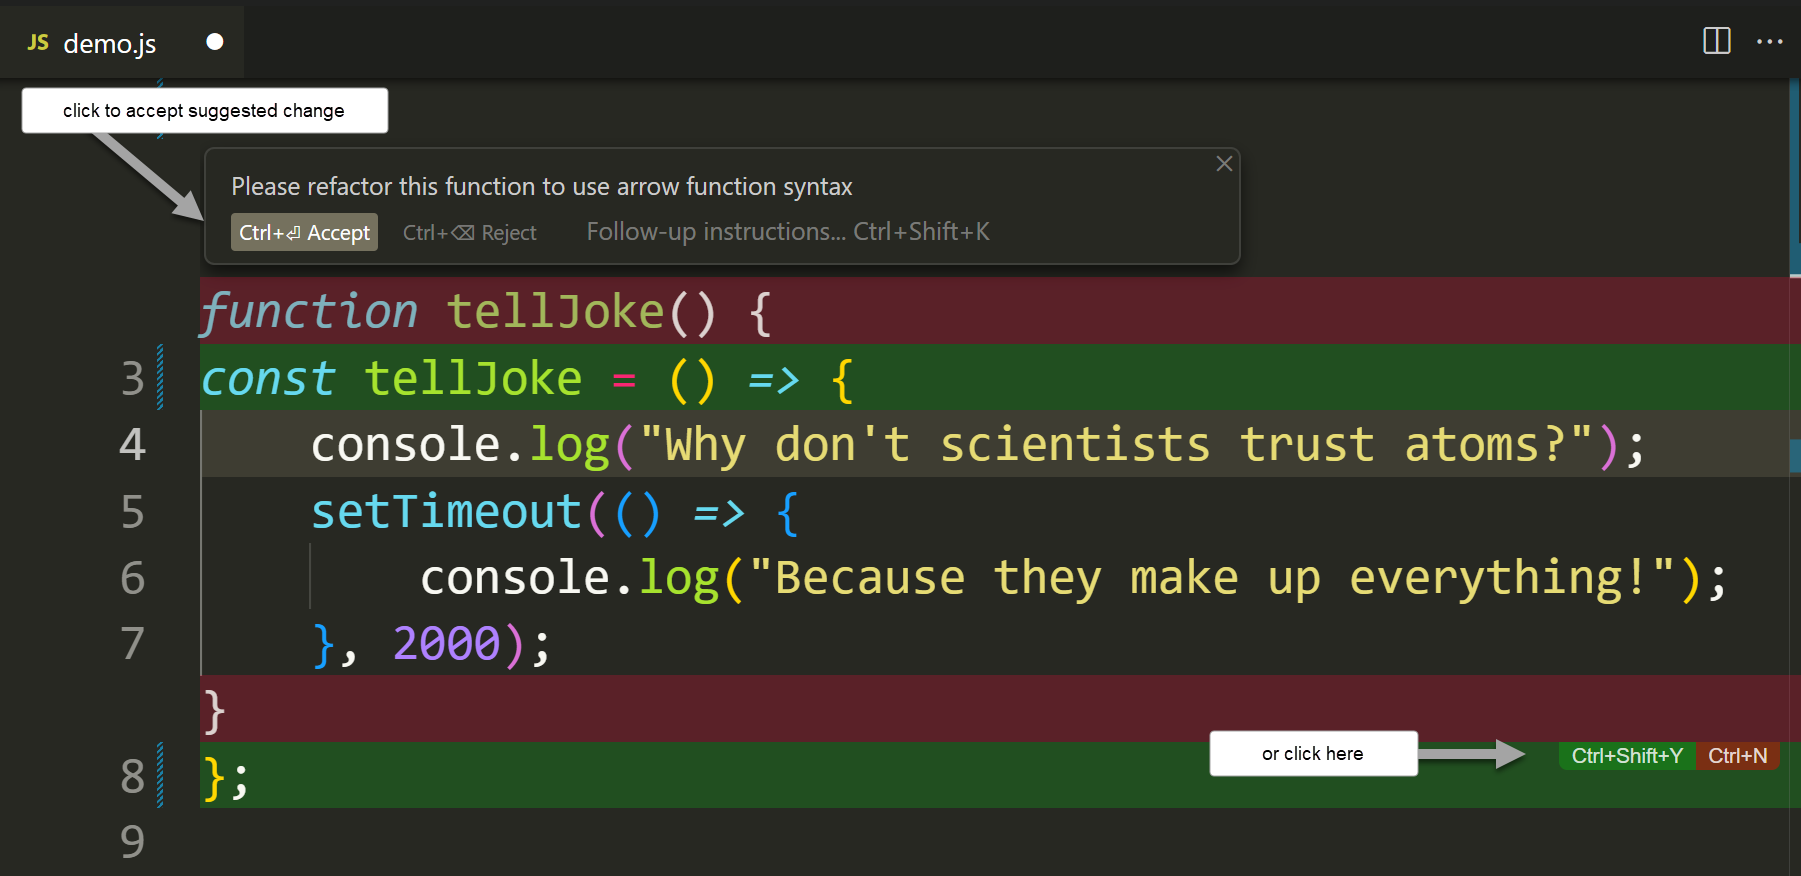 JS demo.js
click to accept suggested change
Please refactor this function to use arrow function syntax
Ctrl+⏎ Accept Ctrl+⌫ Reject Follow-up instructions... Ctrl+Shift+K
function tellJoke() {
3 const tellJoke = () => {
4 console.log("Why don't scientists trust atoms?");
5 setTimeout(() => {
6 console.log("Because they make up everything!");
7 }, 2000);
}
or click here Ctrl+Shift+Y Ctrl+N
8 };
9